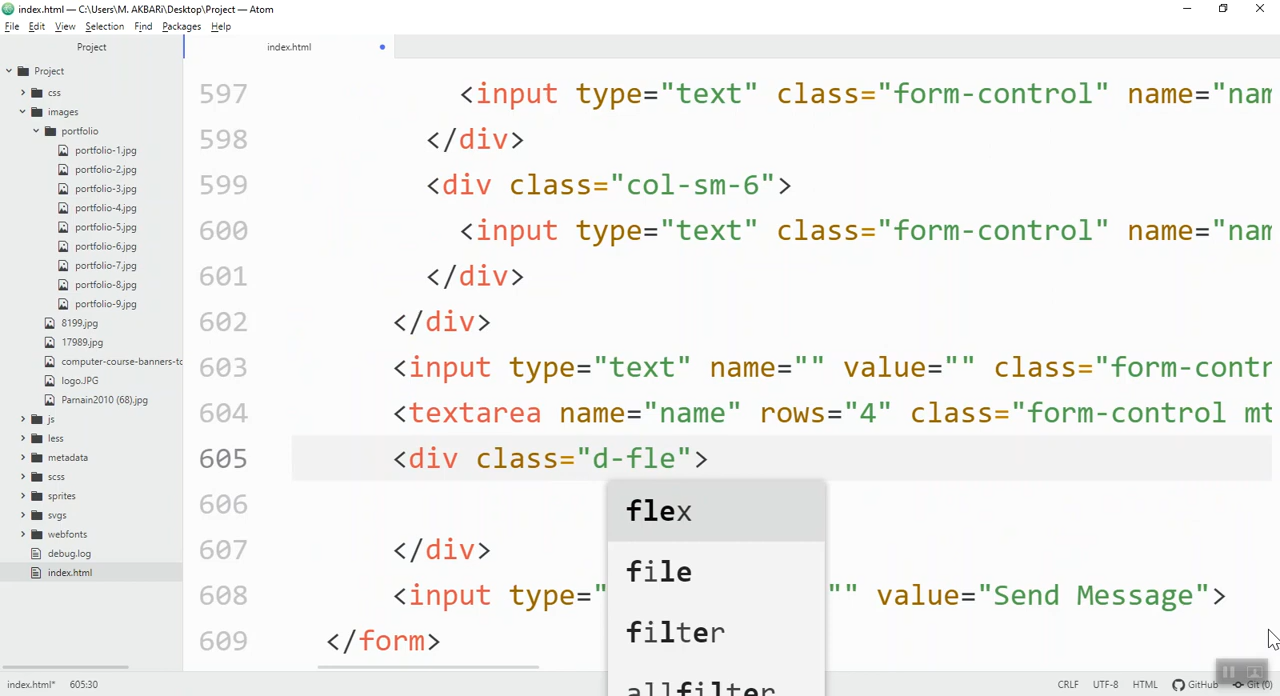 index.html — C:\Users\M. AKBARi\Desktop\Project — Atom
File Edit View Selection Find Packages Help
Project
index.html
Project
css
images
portfolio
portfolio-1.jpg
portfolio-2.jpg
portfolio-3.jpg
portfolio-4.jpg
portfolio-5.jpg
portfolio-6.jpg
portfolio-7.jpg
portfolio-8.jpg
portfolio-9.jpg
8199.jpg
17989.jpg
computer-course-banners-to
logo.JPG
Parnain2010 (68).jpg
js
less
metadata
scss
sprites
svgs
webfonts
debug.log
index.html
597 <input type="text" class="form-control" name="nam
598 </div>
599 <div class="col-sm-6">
600 <input type="text" class="form-control" name="nam
601 </div>
602 </div>
603 <input type="text" name="" value="" class="form-contr
604 <textarea name="name" rows="4" class="form-control mt
605 <div class="d-fle">
606
607 </div>
608 <input type=" "" value="Send Message">
609 </form>
flex
file
filter
allfilter
index.html* 605:30
CRLF UTF-8 HTML GitHub Git (0)